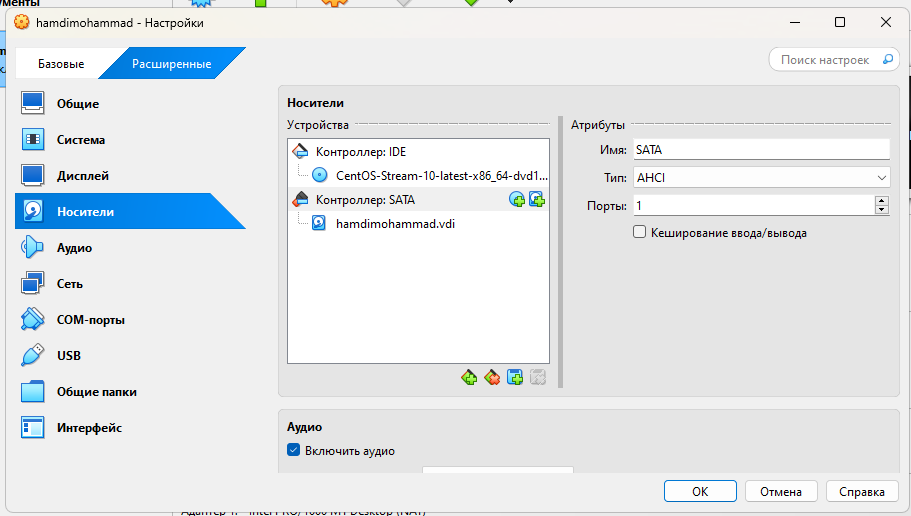 hamdimohammad - Настройки
Базовые
Расширенные
Поиск настроек
Общие
Система
Дисплей
Носители
Аудио
Сеть
COM-порты
USB
Общие папки
Интерфейс
Носители
Устройства
Контроллер: IDE
CentOS-Stream-10-latest-x86_64-dvd1...
Контроллер: SATA
hamdimohammad.vdi
Атрибуты
Имя: SATA
Тип: AHCI
Порты: 1
Кеширование ввода/вывода
Аудио
Включить аудио
OK
Отмена
Справка